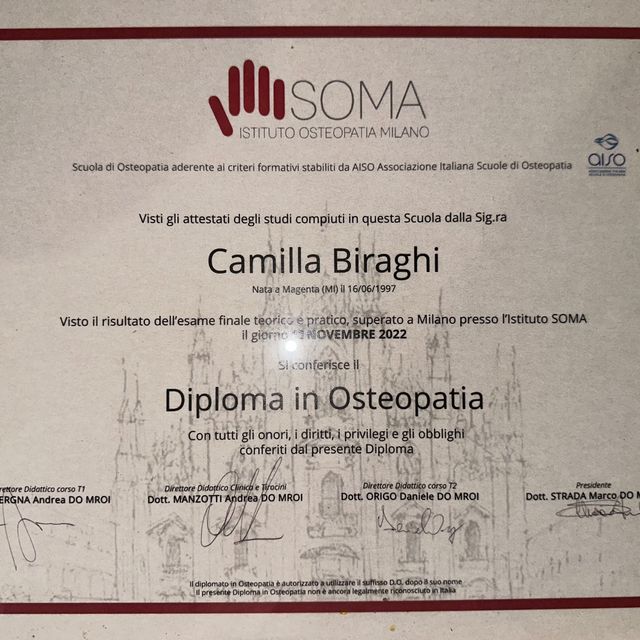 SOMA
ISTITUTO OSTEOPATIA MILANO
Scuola di Osteopatia aderente ai criteri formativi stabiliti da AISO Associazione Italiana Scuole di Osteopatia
aiso
Visti gli attestati degli studi compiuti in questa Scuola dalla Sig.ra
Camilla Biraghi
Nata a Magenta (MI) il 16/06/1997
Visto il risultato dell'esame finale teorico e pratico, superato a Milano presso l'Istituto SOMA
il giorno NOVEMBRE 2022
Si conferisce il
Diploma in Osteopatia
Con tutti gli onori, i diritti, i privilegi e gli obblighi
conferiti dal presente Diploma
Didattico corso T1
Andrea DO MROI
Direttore Didattico Clinica e Tirocini
Dott. MANZOTTI Andrea DO MROI
Direttore Didattico corso T2
Dott. ORIGO Daniele DO MROI
Presidente
Dott. STRADA Marco DO
Il diplomato in Osteopatia è autorizzato a utilizzare il suffisso D.O. dopo il suo nome
Il presente Diploma in Osteopatia non è ancora legalmente riconosciuto in Italia